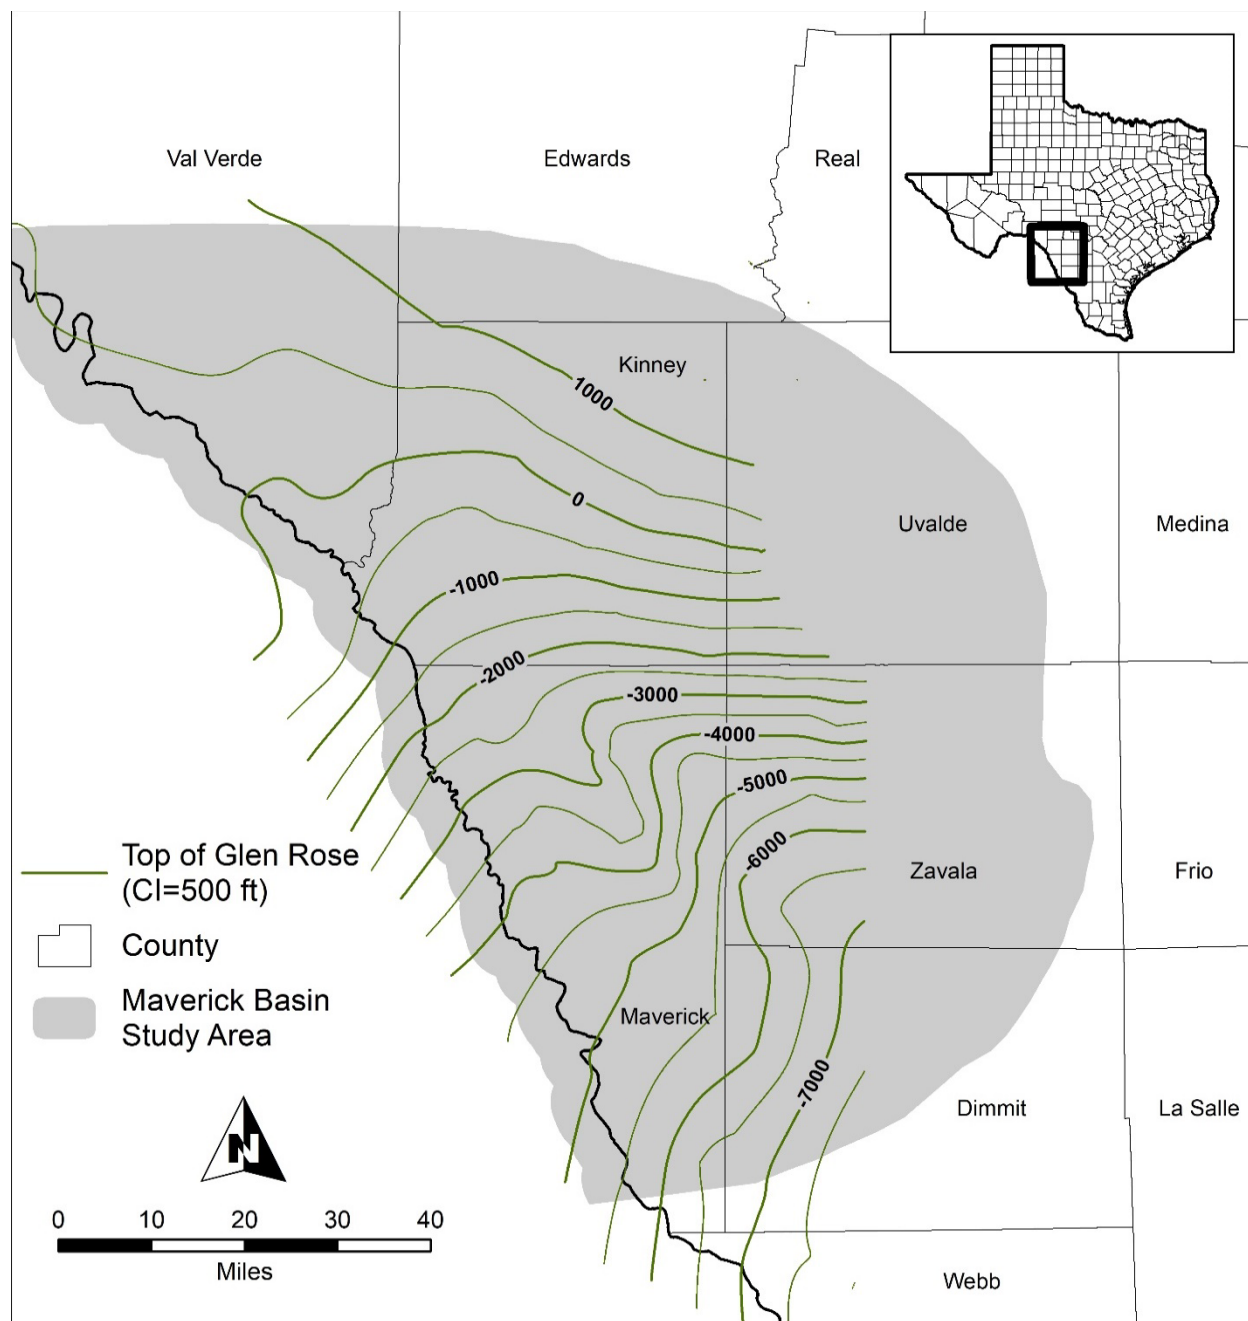 Val Verde
Edwards
Real
Kinney
1000
0
Uvalde
Medina
-1000
-2000
-3000
-4000
-5000
-6000
Top of Glen Rose
(CI=500 ft)
Zavala
Frio
County
Maverick Basin
Study Area
Maverick
-7000
Dimmit
La Salle
N
0 10 20 30 40
Miles
Webb